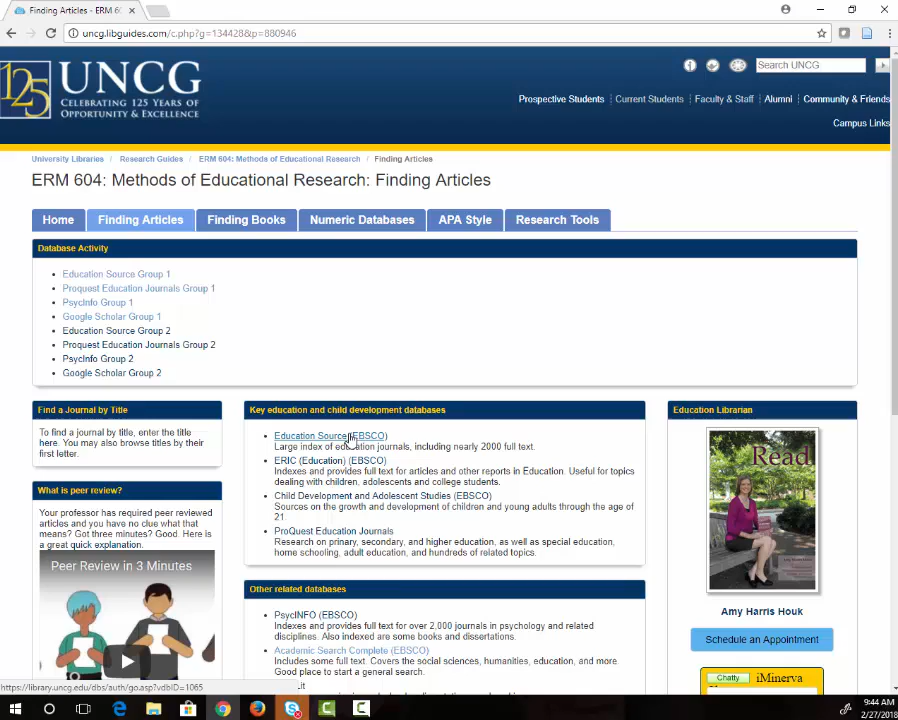 Finding Articles - ERM 60
uncg.libguides.com/c.php?g=134428&p=880946
125
UNCG
CELEBRATING 125 YEARS OF
OPPORTUNITY & EXCELLENCE
Search UNCG
Prospective Students
Current Students
Faculty & Staff
Alumni
Community & Friends
Campus Links
University Libraries / Research Guides / ERM 604: Methods of Educational Research / Finding Articles
ERM 604: Methods of Educational Research: Finding Articles
Home
Finding Articles
Finding Books
Numeric Databases
APA Style
Research Tools
Database Activity
Education Source Group 1
Proquest Education Journals Group 1
PsycInfo Group 1
Google Scholar Group 1
Education Source Group 2
Proquest Education Journals Group 2
PsycInfo Group 2
Google Scholar Group 2
Find a Journal by Title
To find a journal by title, enter the title
here. You may also browse titles by their
first letter.
What is peer review?
Your professor has required peer reviewed
articles and you have no clue what that
means? Got three minutes? Good. Here is
a great quick explanation.
Peer Review in 3 Minutes
Key education and child development databases
Education Source (EBSCO)
Large index of education journals, including nearly 2000 full text.
ERIC (Education) (EBSCO)
Indexes and provides full text for articles and other reports in Education. Useful for topics
dealing with children, adolescents and college students.
Child Development and Adolescent Studies (EBSCO)
Sources on the growth and development of children and young adults through the age of
21.
ProQuest Education Journals
Research on primary, secondary, and higher education, as well as special education,
home schooling, adult education, and hundreds of related topics.
Other related databases
PsycINFO (EBSCO)
Indexes and provides full text for over 2,000 journals in psychology and related
disciplines. Also indexed are some books and dissertations.
Academic Search Complete (EBSCO)
Includes some full text. Covers the social sciences, humanities, education, and more.
Good place to start a general search.
Lit
Education Librarian
Read
Amy Harris Houk
Schedule an Appointment
Chatty
iMinerva
https://library.uncg.edu/dbs/auth/go.asp?vdbID=1065
9:44 AM
2/27/2018